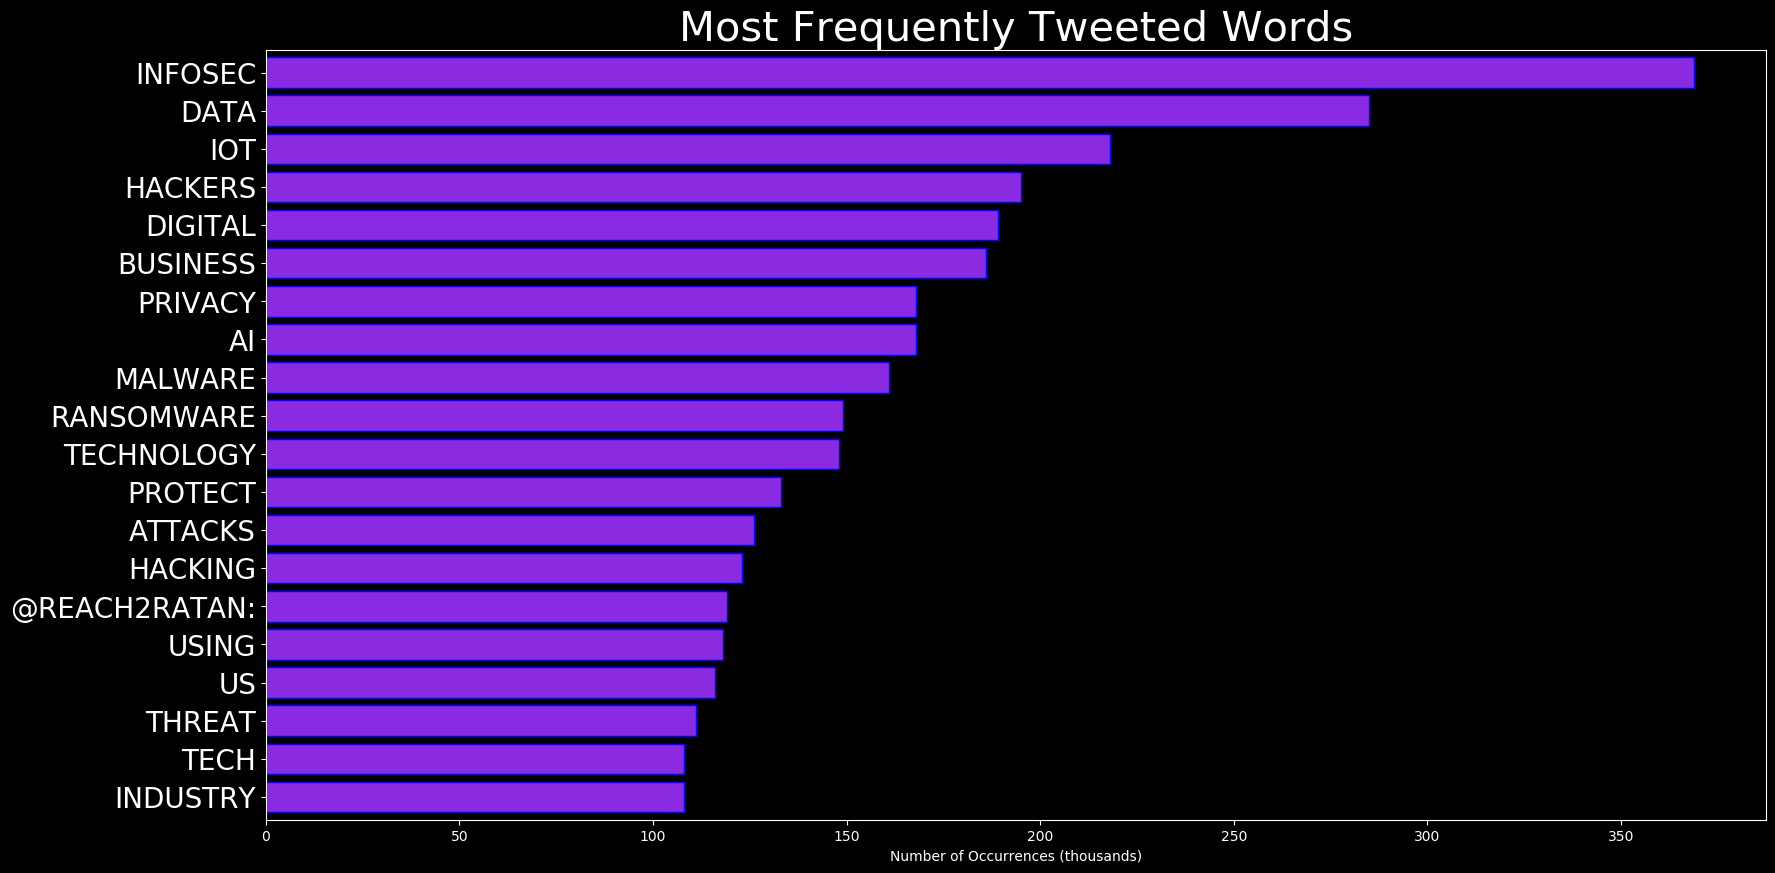 Most Frequently Tweeted Words
INFOSEC
DATA
IOT
HACKERS
DIGITAL
BUSINESS
PRIVACY
AI
MALWARE
RANSOMWARE
TECHNOLOGY
PROTECT
ATTACKS
HACKING
@REACH2RATAN:
USING
US
THREAT
TECH
INDUSTRY
0 50 100 150 200 250 300 350
Number of Occurrences (thousands)